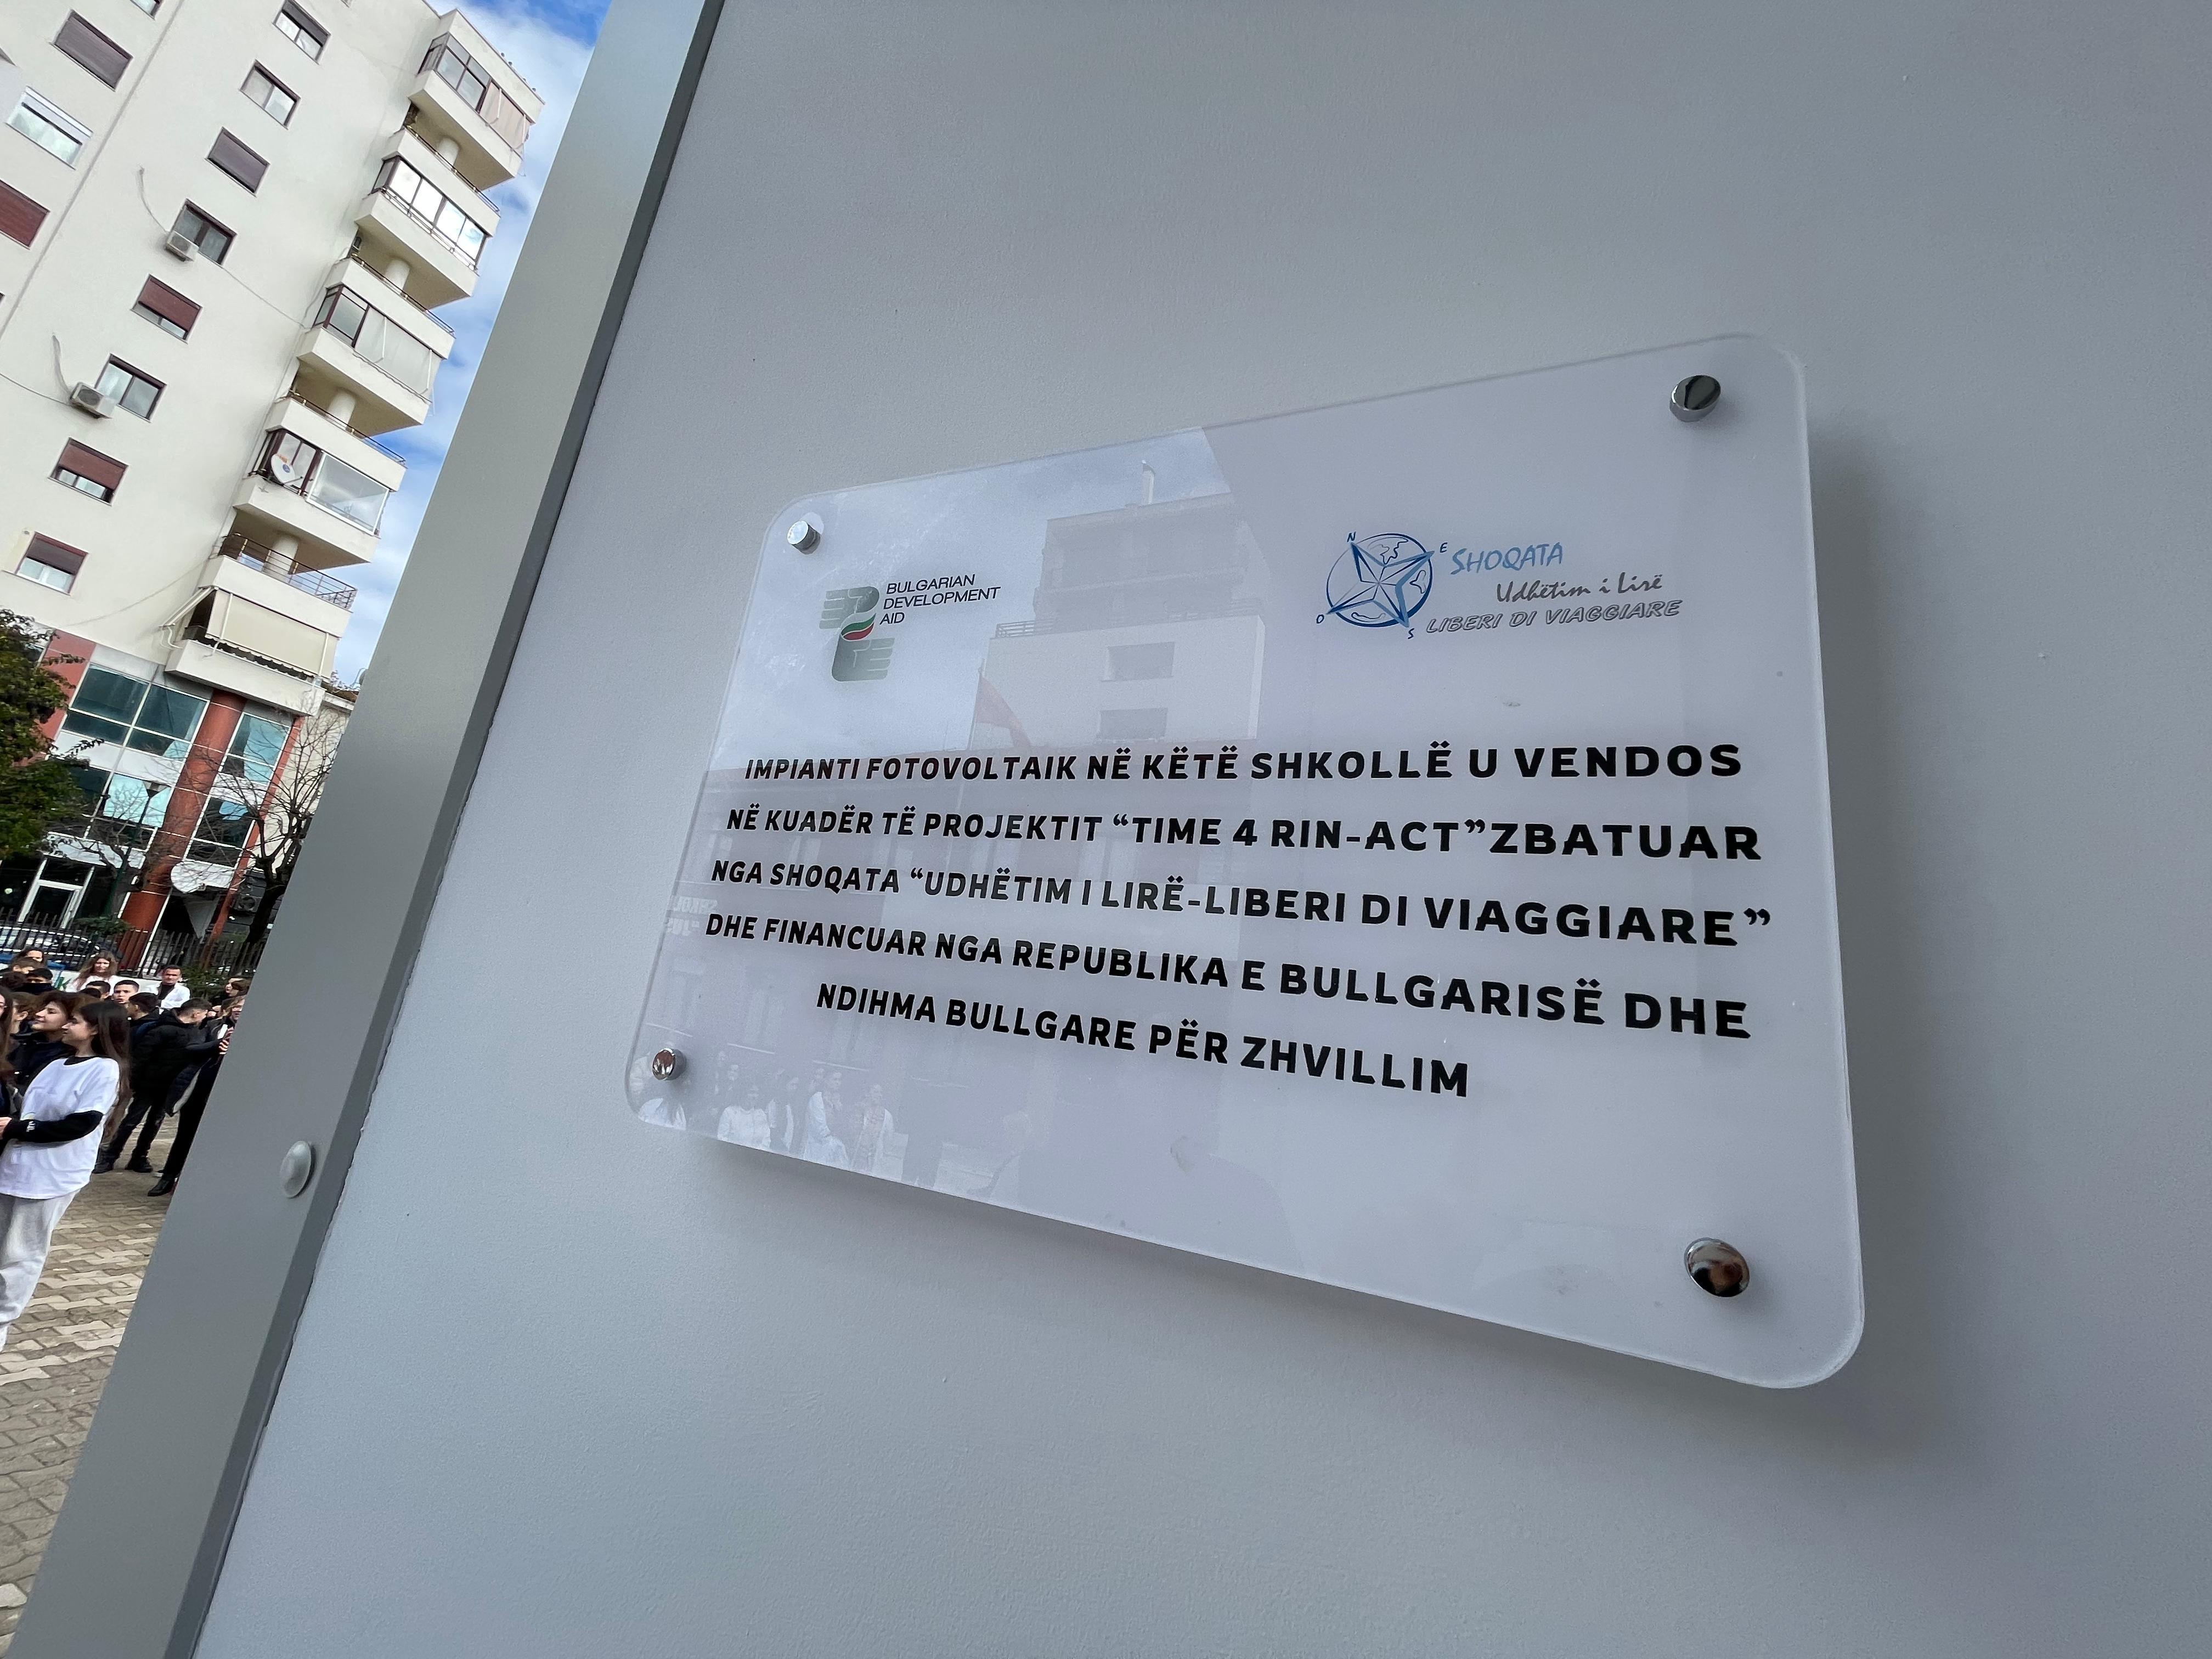 BULGARIAN
DEVELOPMENT
AID
N
E
S
O
SHOQATA
Udhëtim i Lirë
LIBERI DI VIAGGIARE
IMPIANTI FOTOVOLTAIK NË KËTË SHKOLLË U VENDOS
NË KUADËR TË PROJEKTIT “TIME 4 RIN-ACT”ZBATUAR
NGA SHOQATA “UDHËTIM I LIRË-LIBERI DI VIAGGIARE”
DHE FINANCUAR NGA REPUBLIKA E BULLGARISË DHE
NDIHMA BULLGARE PËR ZHVILLIM